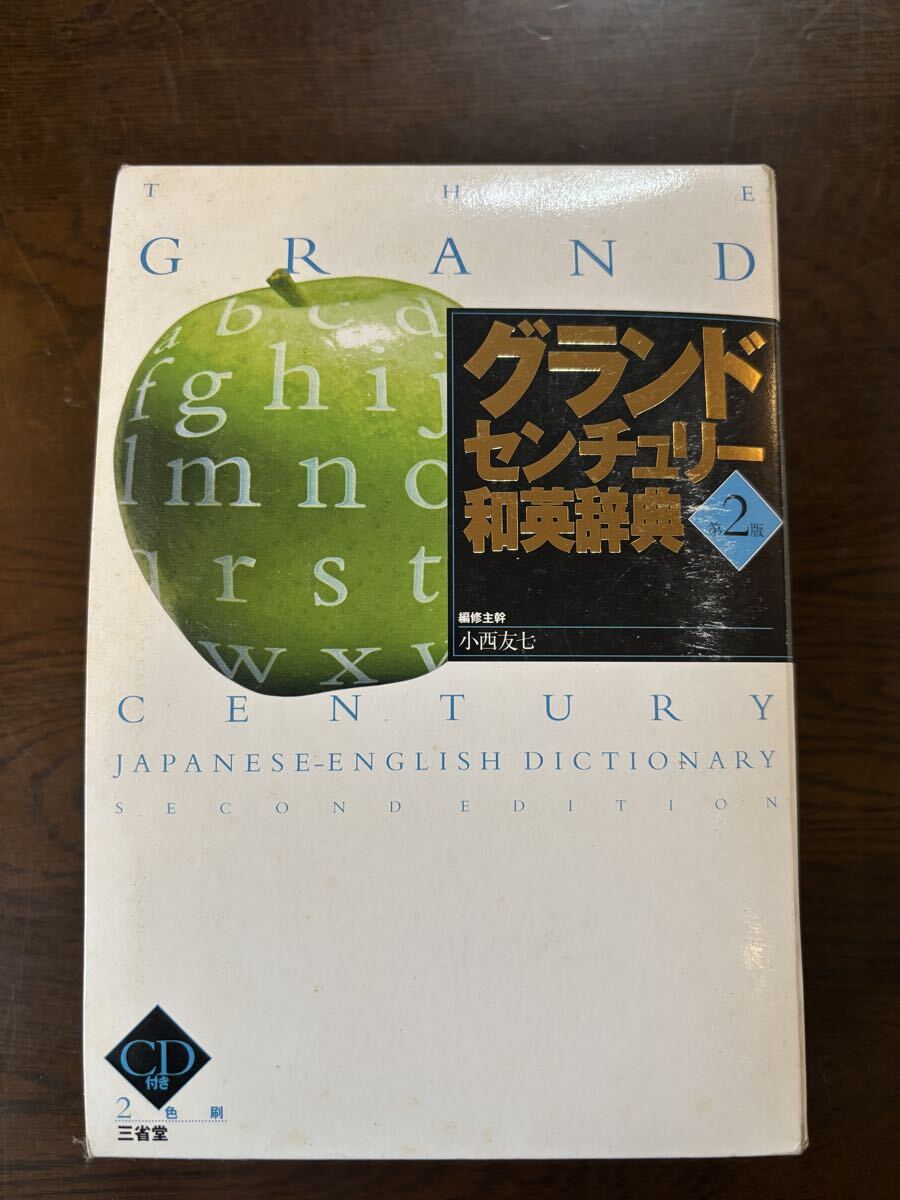 THE
GRAND
a b c d
f g h i j
l m n o
q r s t
w x y
グランド
センチュリー
和英辞典
第2版
編修主幹
小西友七
CENTURY
JAPANESE-ENGLISH DICTIONARY
SECOND EDITION
CD
付き
2色刷
三省堂